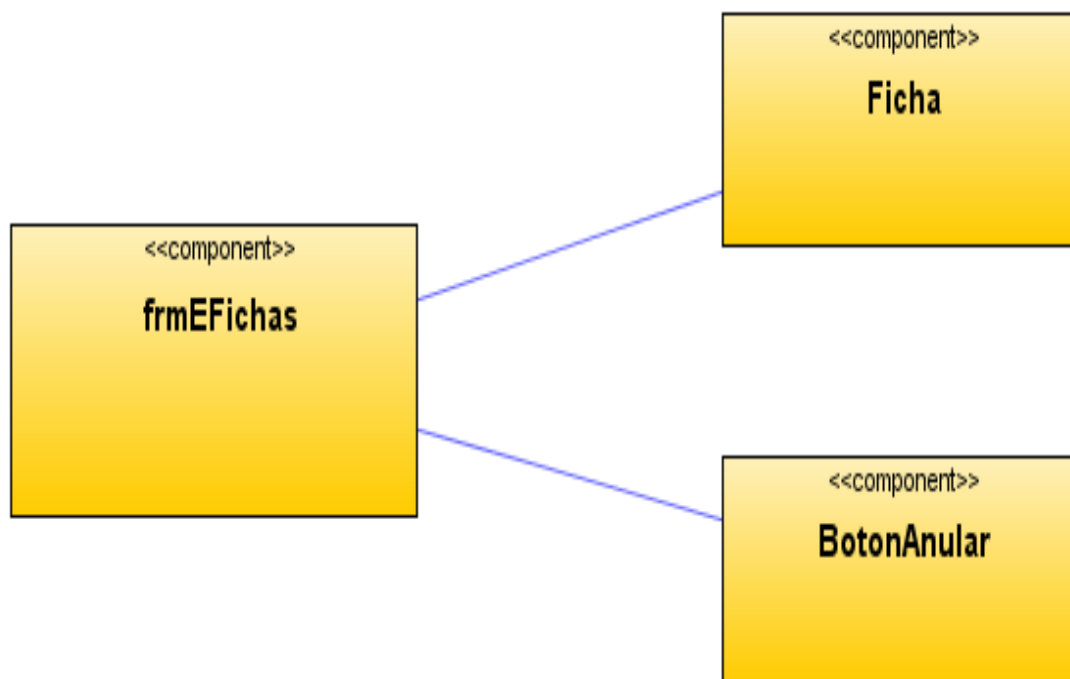 <<component>>
Ficha
<<component>>
frmEFichas
<<component>>
BotonAnular